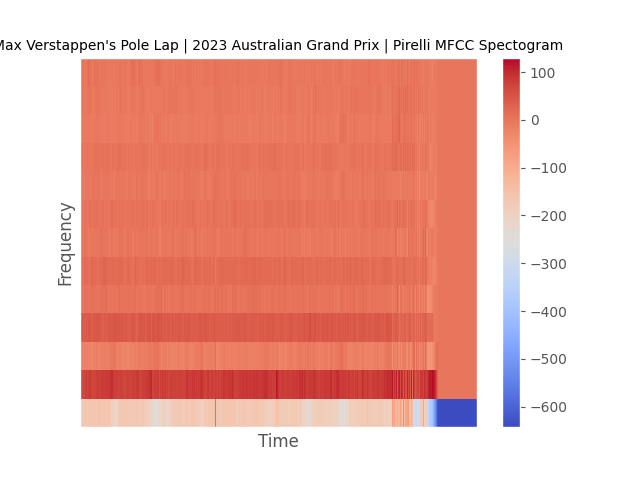 Max Verstappen's Pole Lap | 2023 Australian Grand Prix | Pirelli MFCC Spectogram
Frequency
Time
100
0
−100
−200
−300
−400
−500
−600